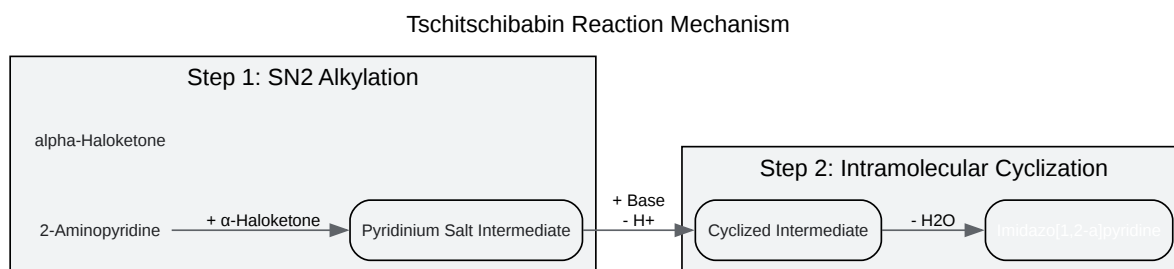 Tschitschibabin Reaction Mechanism
Step 1: SN2 Alkylation
alpha-Haloketone
2-Aminopyridine
+ α-Haloketone
Pyridinium Salt Intermediate
+ Base
- H+
Step 2: Intramolecular Cyclization
Cyclized Intermediate
- H2O
Imidazo[1,2-a]pyridine